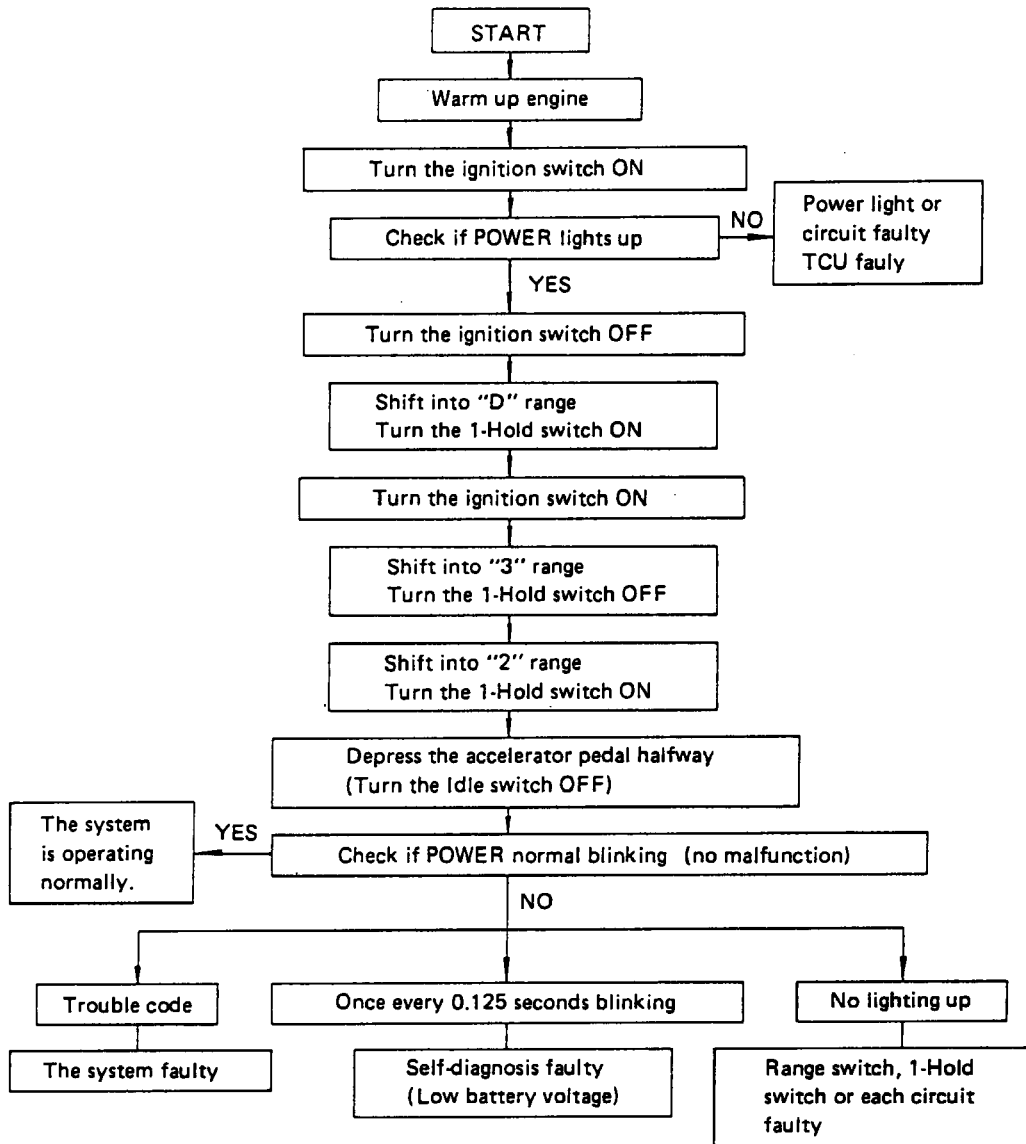 START
Warm up engine
Turn the ignition switch ON
Check if POWER lights up
NO
Power light or
circuit faulty
TCU fauly
YES
Turn the ignition switch OFF
Shift into "D" range
Turn the 1-Hold switch ON
Turn the ignition switch ON
Shift into "3" range
Turn the 1-Hold switch OFF
Shift into "2" range
Turn the 1-Hold switch ON
Depress the accelerator pedal halfway
(Turn the Idle switch OFF)
The system
is operating
normally.
YES
Check if POWER normal blinking (no malfunction)
NO
Trouble code
Once every 0.125 seconds blinking
No lighting up
The system faulty
Self-diagnosis faulty
(Low battery voltage)
Range switch, 1-Hold
switch or each circuit
faulty